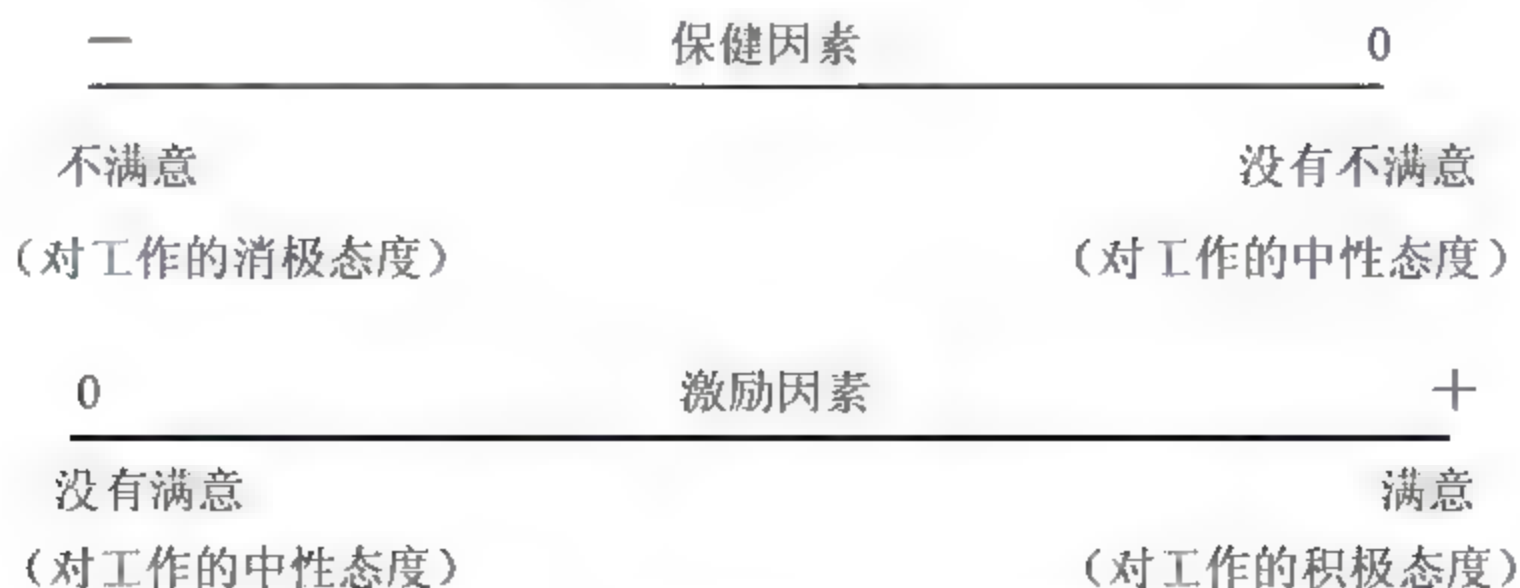 — 保健因素 0
不满意 没有不满意
（对工作的消极态度） （对工作的中性态度）
0 激励因素 +
没有满意 满意
（对工作的中性态度） （对工作的积极态度）